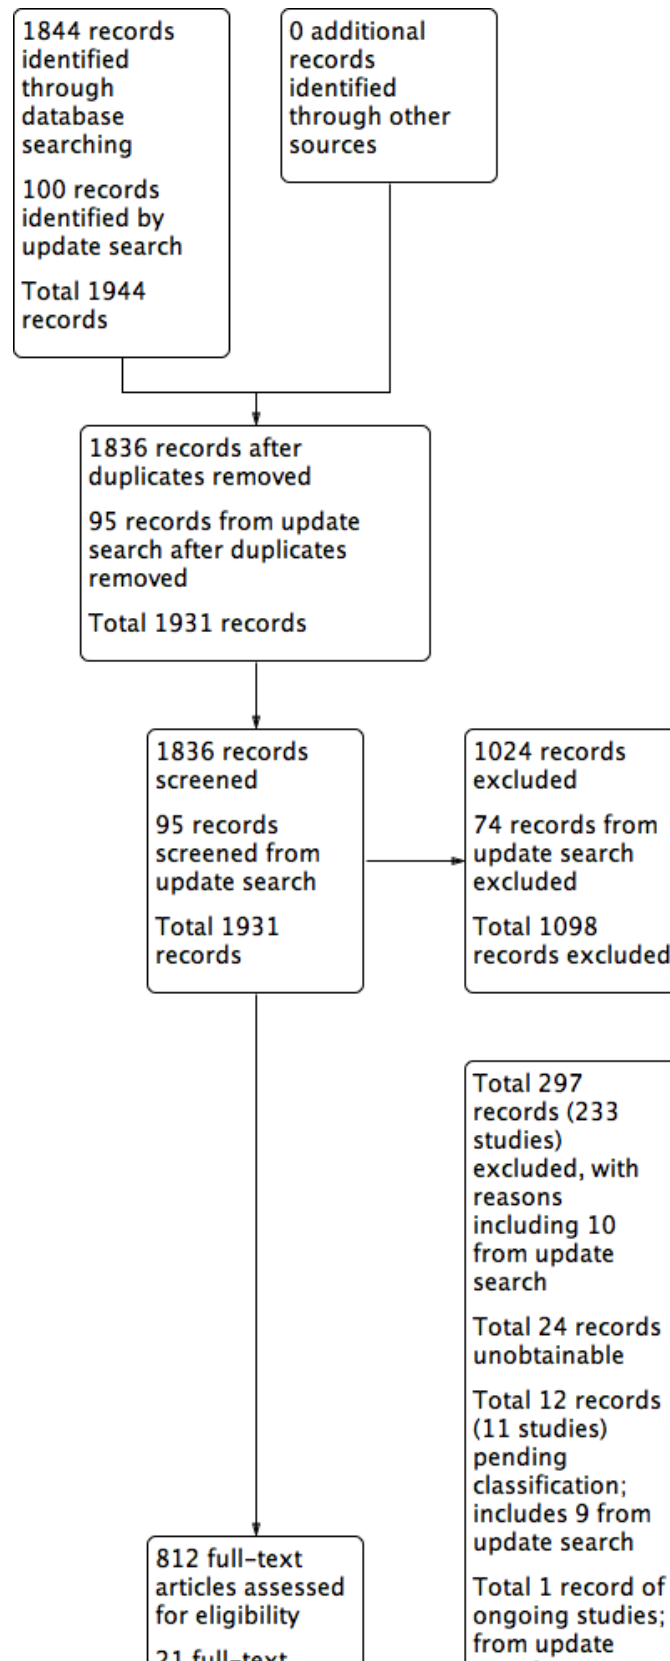 1844 records
identified
through
database
searching
100 records
identified by
update search
Total 1944
records
0 additional
records
identified
through other
sources
1836 records after
duplicates removed
95 records from update
search after duplicates
removed
Total 1931 records
1836 records
screened
95 records
screened from
update search
Total 1931
records
1024 records
excluded
74 records from
update search
excluded
Total 1098
records excluded
Total 297
records (233
studies)
excluded, with
reasons
including 10
from update
search
Total 24 records
unobtainable
Total 12 records
(11 studies)
pending
classification;
includes 9 from
update search
Total 1 record of
ongoing studies;
from update
812 full-text
articles assessed
for eligibility
21 full-text